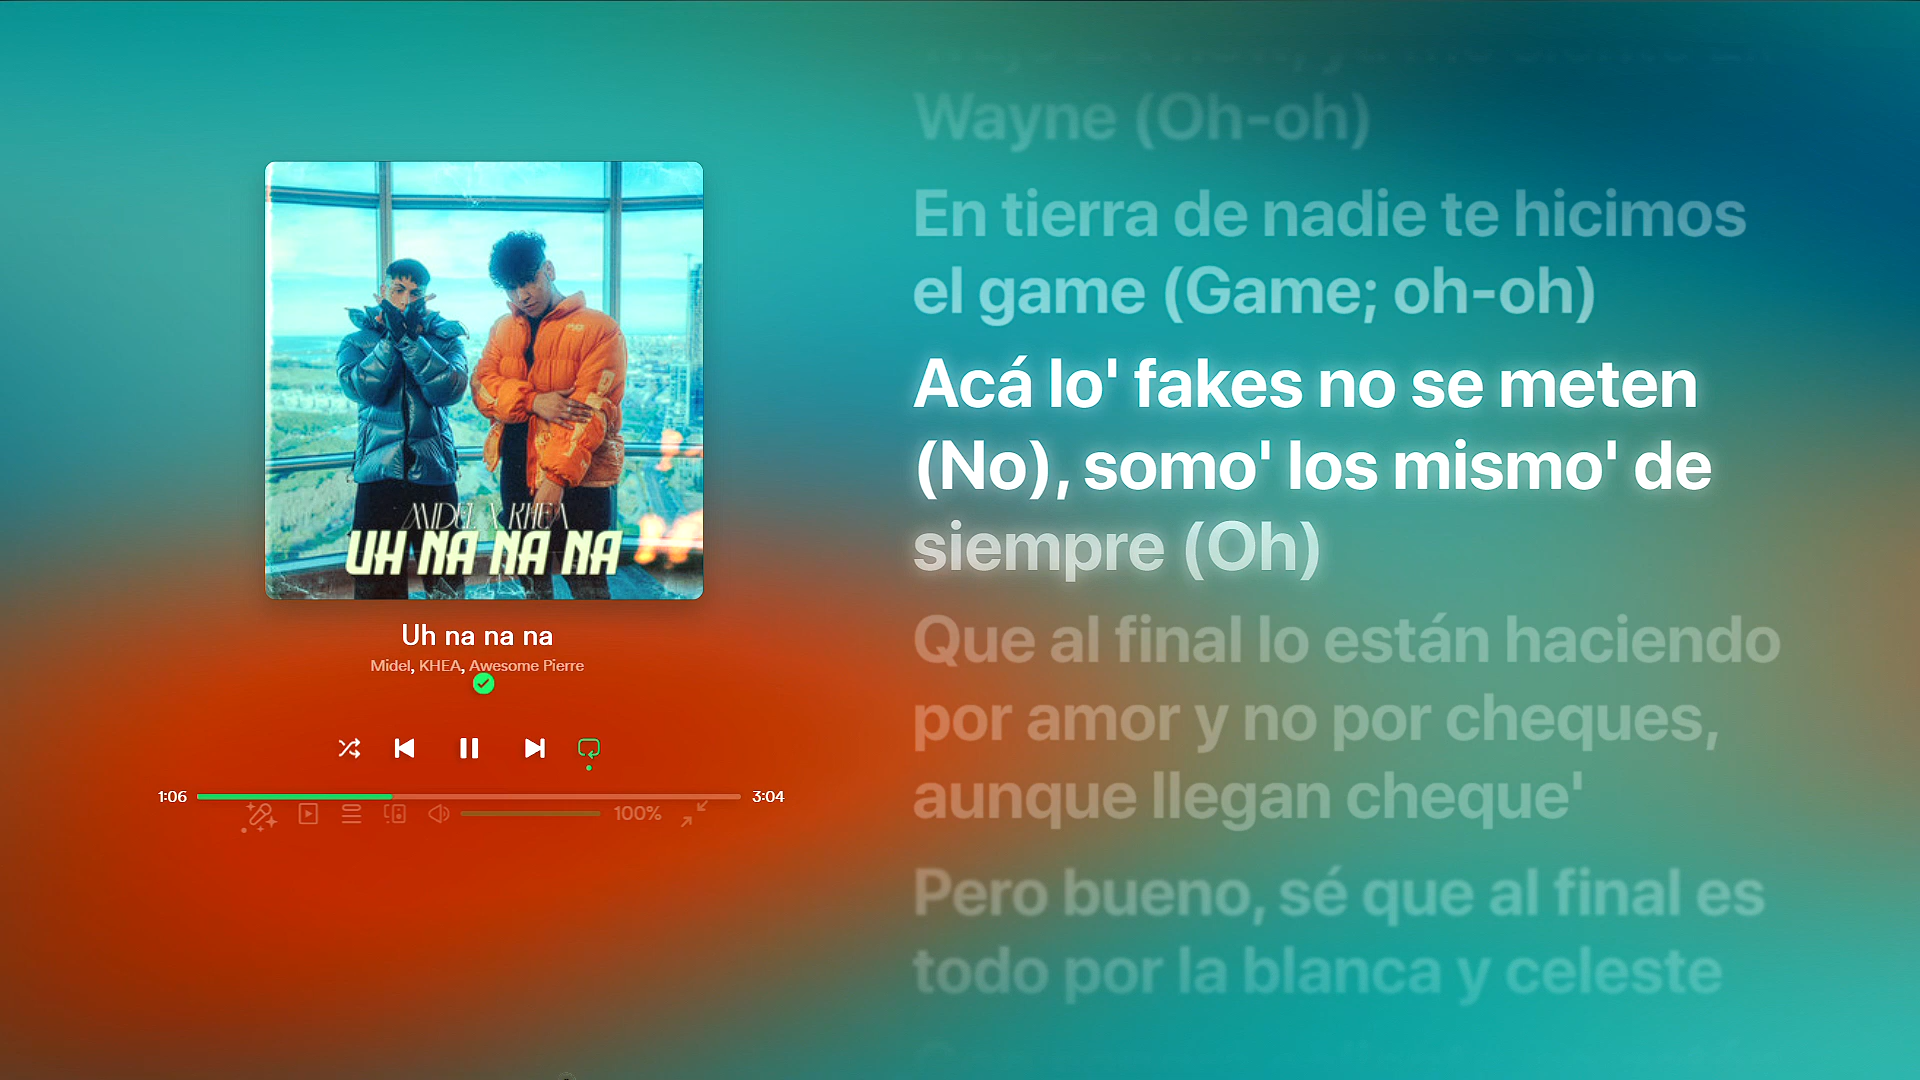 Wayne (Oh-oh)
En tierra de nadie te hicimos
el game (Game; oh-oh)
Acá lo' fakes no se meten
(No), somo' los mismo' de
siempre (Oh)
Que al final lo están haciendo
por amor y no por cheques,
aunque llegan cheque'
Pero bueno, sé que al final es
todo por la blanca y celeste
MIDEL X KHEA
UH NA NA NA
Uh na na na
Midel, KHEA, Awesome Pierre
1:06
3:04
100%